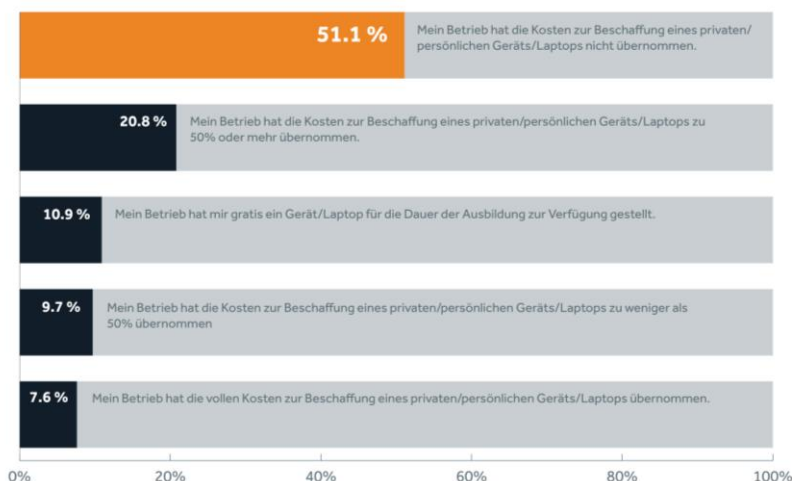 51.1 %
Mein Betrieb hat die Kosten zur Beschaffung eines privaten/
persönlichen Geräts/Laptops nicht übernommen.
20.8 %
Mein Betrieb hat die Kosten zur Beschaffung eines privaten/persönlichen Geräts/Laptops zu
50% oder mehr übernommen.
10.9 %
Mein Betrieb hat mir gratis ein Gerät/Laptop für die Dauer der Ausbildung zur Verfügung gestellt.
9.7 %
Mein Betrieb hat die Kosten zur Beschaffung eines privaten/persönlichen Geräts/Laptops zu weniger als
50% übernommen
7.6 %
Mein Betrieb hat die vollen Kosten zur Beschaffung eines privaten/persönlichen Geräts/Laptops übernommen.
0% 20% 40% 60% 80% 100%